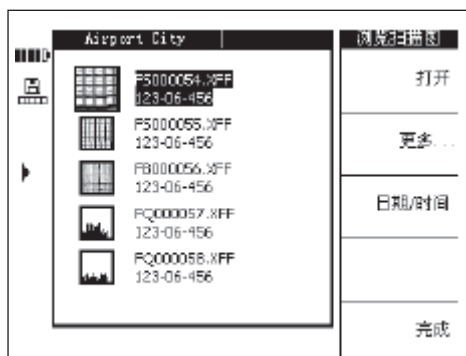 Airport City
浏览扫描图
FS000054.XFF
123-06-456
FS000055.XFF
123-06-456
FB000056.XFF
123-06-456
FQ000057.XFF
123-06-456
FQ000058.XFF
123-06-456
打开
更多...
日期/时间
完成